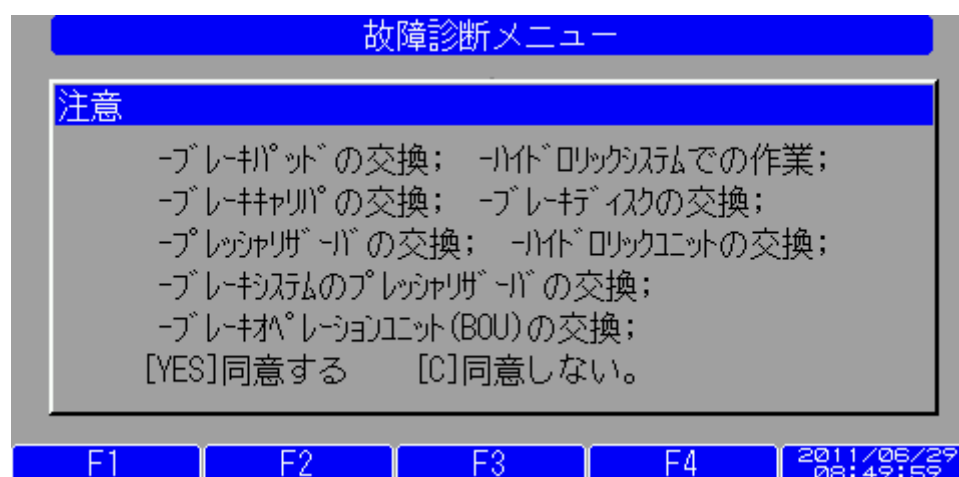 故障診断メニュー
注意
-ﾌﾞﾚｰｷﾊﾟｯﾄﾞの交換; -ﾊｲﾄﾞﾛﾘｯｸｼｽﾃﾑでの作業;
-ﾌﾞﾚｰｷｷｬﾘﾊﾟの交換; -ﾌﾞﾚｰｷﾃﾞｨｽｸの交換;
-ﾌﾟﾚｯｼｬﾘｻﾞｰﾊﾞの交換; -ﾊｲﾄﾞﾛﾘｯｸﾕﾆｯﾄの交換;
-ﾌﾞﾚｰｷｼｽﾃﾑのﾌﾟﾚｯｼｬﾘｻﾞｰﾊﾞの交換;
-ﾌﾞﾚｰｷｵﾍﾟﾚｰｼｮﾝﾕﾆｯﾄ(BOU)の交換;
[YES]同意する [C]同意しない。
F1 F2 F3 F4 2011/06/29
08:49:59